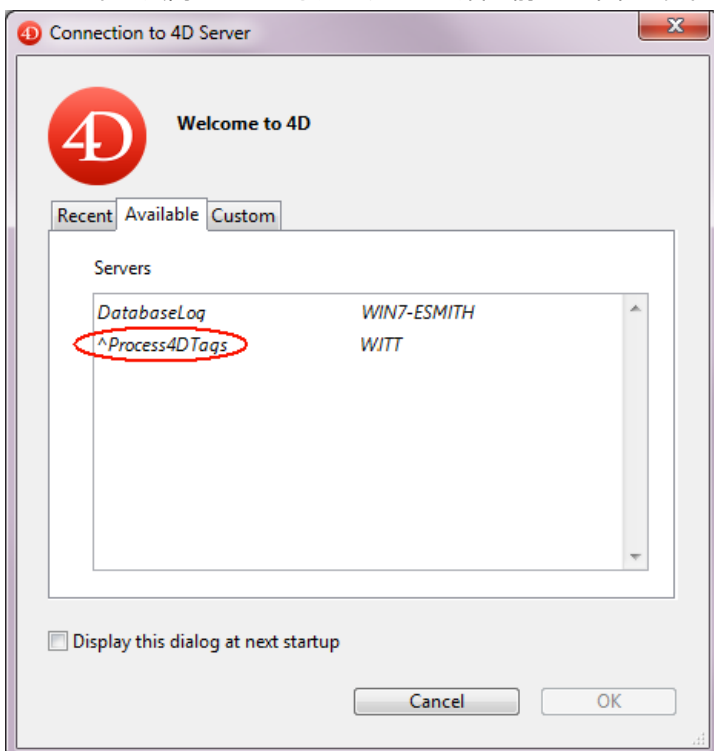 Connection to 4D Server
4D
Welcome to 4D
Recent Available Custom
Servers
DatabaseLog WIN7-ESMITH
^Process4DTags WITT
Display this dialog at next startup
Cancel OK